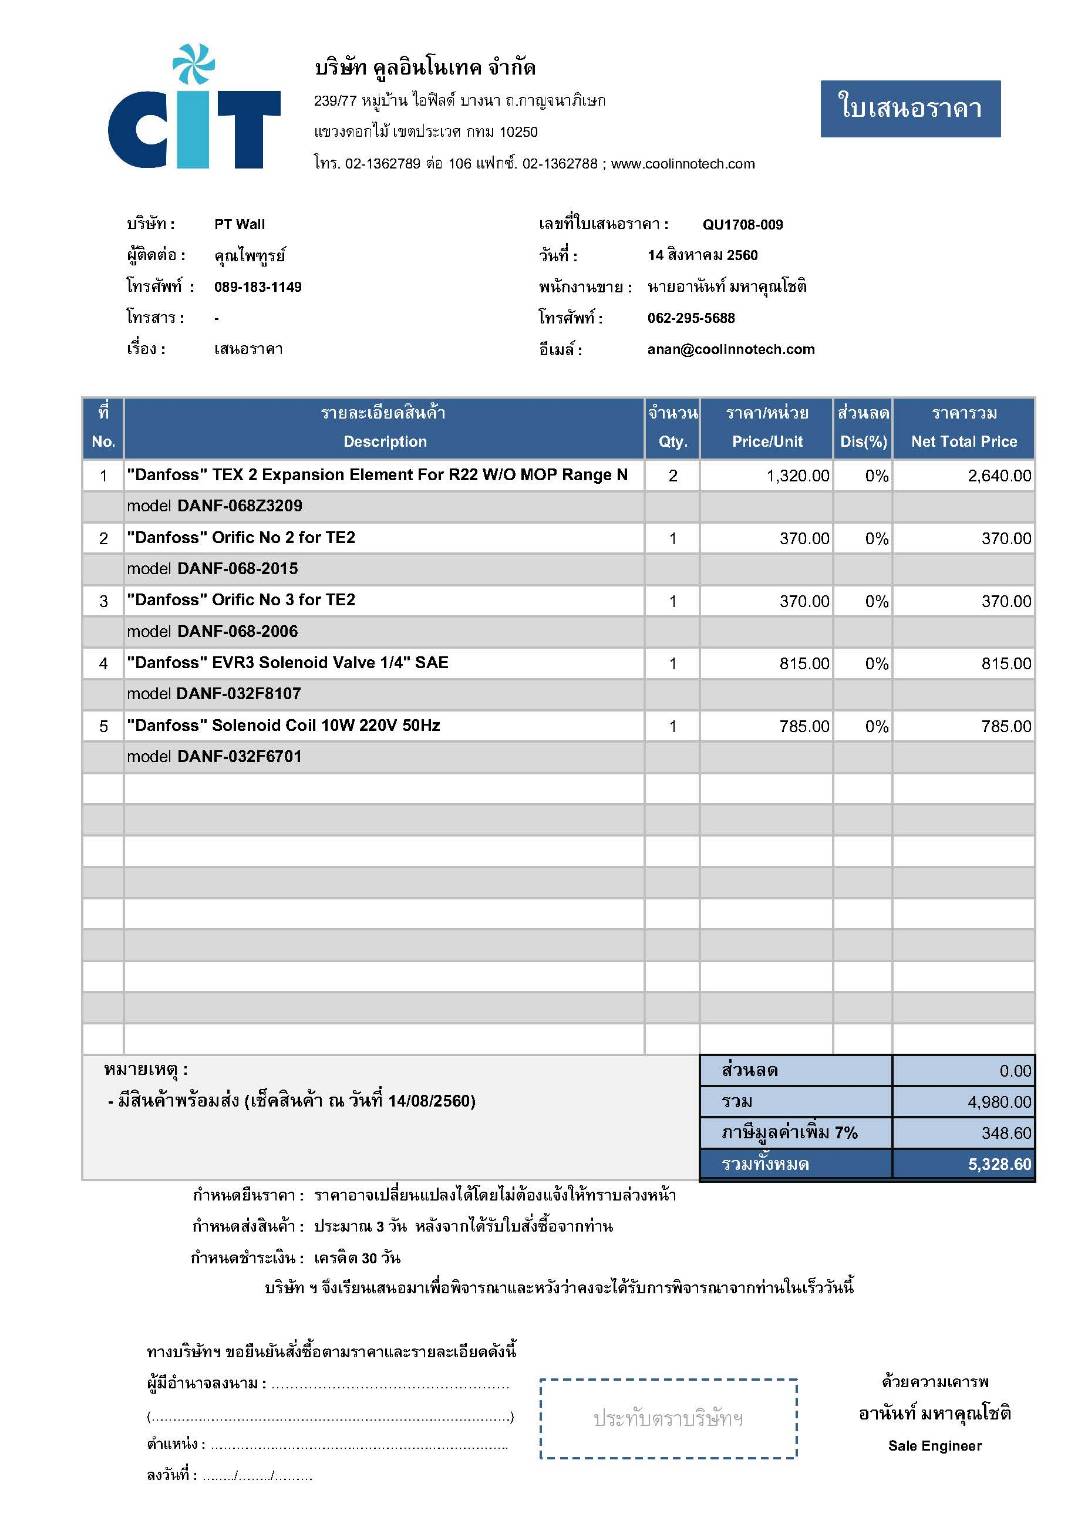 CiT
บริษัท คูลอินโนเทค จำกัด
239/77 หมู่บ้าน ไอฟิลด์ บางนา ถ.กาญจนาภิเษก
แขวงดอกไม้ เขตประเวศ กทม 10250
โทร. 02-1362789 ต่อ 106 แฟกซ์. 02-1362788 ; www.coolinnotech.com
ใบเสนอราคา
บริษัท : PT Wall เลขที่ใบเสนอราคา : QU1708-009
ผู้ติดต่อ : คุณไพฑูรย์ วันที่ : 14 สิงหาคม 2560
โทรศัพท์ : 089-183-1149 พนักงานขาย : นายอานันท์ มหาคุณโชติ
โทรสาร : - โทรศัพท์ : 062-295-5688
เรื่อง : เสนอราคา อีเมล์ : anan@coolinnotech.com
ที่ รายละเอียดสินค้า จำนวน ราคา/หน่วย ส่วนลด ราคารวม
No. Description Qty. Price/Unit Dis(%) Net Total Price
1 "Danfoss" TEX 2 Expansion Element For R22 W/O MOP Range N 2 1,320.00 0% 2,640.00
model DANF-068Z3209
2 "Danfoss" Orific No 2 for TE2 1 370.00 0% 370.00
model DANF-068-2015
3 "Danfoss" Orific No 3 for TE2 1 370.00 0% 370.00
model DANF-068-2006
4 "Danfoss" EVR3 Solenoid Valve 1/4" SAE 1 815.00 0% 815.00
model DANF-032F8107
5 "Danfoss" Solenoid Coil 10W 220V 50Hz 1 785.00 0% 785.00
model DANF-032F6701
หมายเหตุ : ส่วนลด 0.00
- มีสินค้าพร้อมส่ง (เช็คสินค้า ณ วันที่ 14/08/2560) รวม 4,980.00
ภาษีมูลค่าเพิ่ม 7% 348.60
รวมทั้งหมด 5,328.60
กำหนดยืนราคา : ราคาอาจเปลี่ยนแปลงได้โดยไม่ต้องแจ้งให้ทราบล่วงหน้า
กำหนดส่งสินค้า : ประมาณ 3 วัน หลังจากได้รับใบสั่งซื้อจากท่าน
กำหนดชำระเงิน : เครดิต 30 วัน
บริษัท ฯ จึงเรียนเสนอมาเพื่อพิจารณาและหวังว่าคงจะได้รับการพิจารณาจากท่านในเร็ววันนี้
ทางบริษัทฯ ขอยืนยันสั่งซื้อตามราคาและรายละเอียดดังนี้
ผู้มีอำนาจลงนาม : ..................................................
(............................................................................)
ตำแหน่ง : ...............................................................
ลงวันที่ : ......../......../.........
ประทับตราบริษัทฯ
ด้วยความเคารพ
อานันท์ มหาคุณโชติ
Sale Engineer